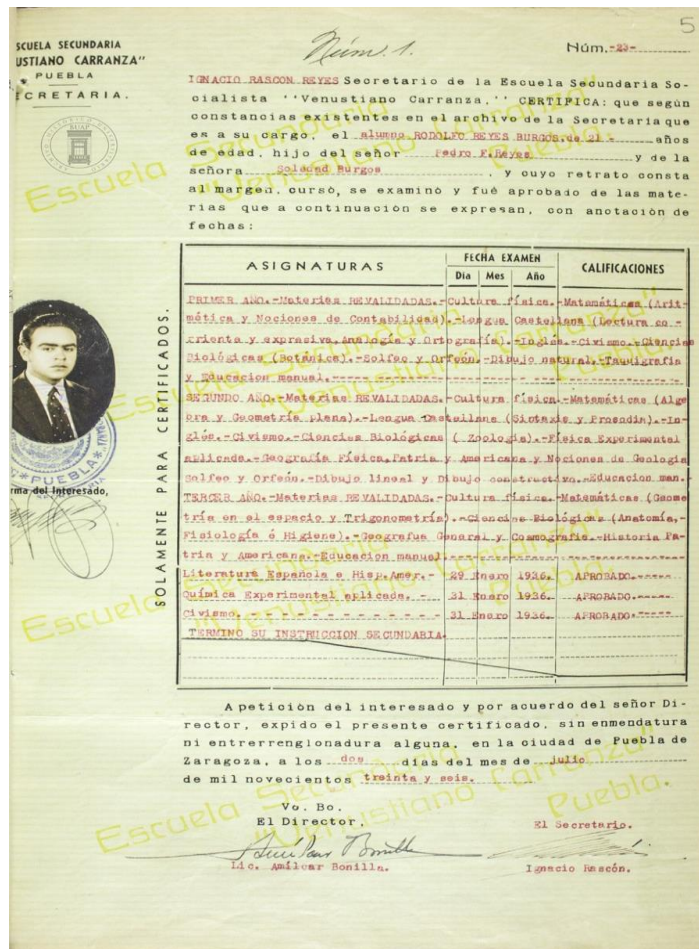 5
Núm. 1.
Núm.-23-
SCUELA SECUNDARIA
USTIANO CARRANZA"
PUEBLA
ECRETARIA.
IGNACIO RASCON REYES Secretario de la Escuela Secundaria So-
cialista ''Venustiano Carranza,'' CERTIFICA: que según
constancias existentes en el archivo de la Secretaria que
es a su cargo, el alumno RODOLFO REYES BURGOS de 21 - años
de edad, hijo del señor Pedro F. Reyes y de la
señora Soledad Burgos , y cuyo retrato consta
al margen, cursó, se examinó y fué aprobado de las mate-
rias que a continuación se expresan, con anotación de
fechas:
ASIGNATURAS
FECHA EXAMEN
Dia Mes Año
CALIFICACIONES
PRIMER AÑO.-Materias REVALIDADAS.-Cultura física.-Matemáticas (Arit-
mética y Nociones de Contabilidad).-Lengua Castellana (Lectura co-
rriente y expresiva, Analogía y Ortografía).-Inglés.-Civismo.-Ciencias
Biológicas (Botánica).-Solfeo y Orfeón.-Dibujo natural.-Taquigrafía
y Educacion manual.
SEGUNDO AÑO.-Materias REVALIDADAS.-Cultura física.-Matemáticas (Alge
bra y Geometría plana).-Lengua Castellana (Sintaxis y Prosodia).-In-
glés.-Civismo.-Ciencias Biológicas ( Zoología).-Física Experimental
aplicada.-Geografía Física, Patria y Americana y Nociones de Geologia
Solfeo y Orfeón.-Dibujo lineal y Dibujo constructivo.-Educacion man.
TERCER AÑO.-Materias REVALIDADAS.-Cultura física.-Matemáticas (Geome
tría en el espacio y Trigonometría).-Ciencias Biológicas (Anatomía,-
Fisiología é Higiene).-Geografua General y Cosmografía.-Historia Pa-
tria y Americana.-Educacion manual.
Literatura Española e Hisp.Amer. - 29 Enero 1936. APROBADO.-----
Química Experimental aplicada. - 31 Enero 1936. APROBADO.-----
Civismo. - - - - - - - - - - - 31 Enero 1936. APROBADO.-----
TERMINO SU INSTRUCCION SECUNDARIA.
SOLAMENTE PARA CERTIFICADOS.
PUEBLA
rma del Interesado,
A petición del interesado y por acuerdo del señor Di-
rector, expido el presente certificado, sin enmendatura
ni entrerrenglonadura alguna, en la ciudad de Puebla de
Zaragoza, a los dos días del mes de julio
de mil novecientos treinta y seis.
Vo. Bo.
El Director,
El Secretario.
Lic. Amílcar Bonilla.
Ignacio Rascón.
Escuela Secundaria
"Venustiano Carranza"
Puebla.